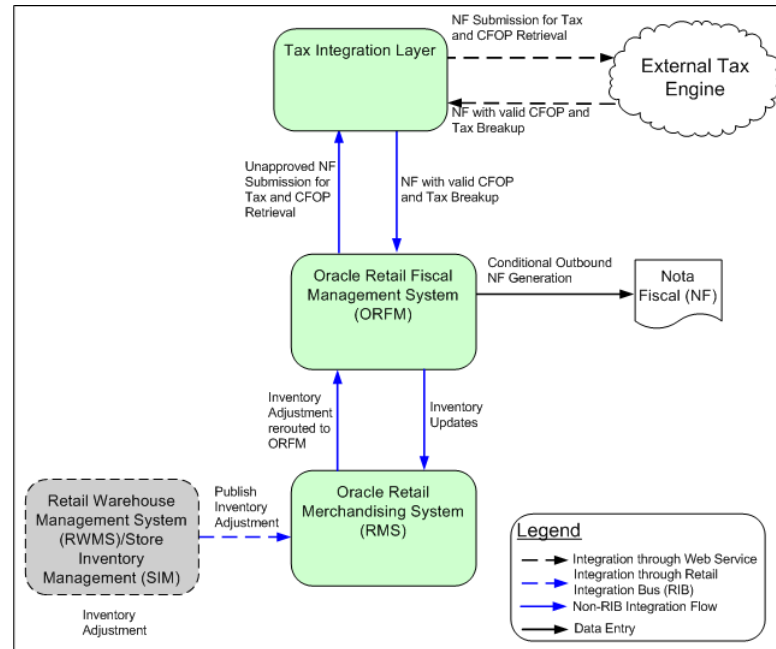 Tax Integration Layer
NF Submission for Tax
and CFOP Retrieval
External Tax
Engine
NF with valid CFOP and
Tax Breakup
Unapproved NF
Submission for
Tax and CFOP
Retrieval
NF with valid CFOP
and Tax Breakup
Oracle Retail Fiscal
Management System
(ORFM)
Conditional Outbound
NF Generation
Nota
Fiscal (NF)
Inventory
Adjustment
rerouted to
ORFM
Inventory
Updates
Retail Warehouse
Management System
(RWMS)/Store
Inventory
Management (SIM)
Publish
Inventory
Adjustment
Oracle Retail
Merchandising System
(RMS)
Inventory
Adjustment
Legend
Integration through Web Service
Integration through Retail
Integration Bus (RIB)
Non-RIB Integration Flow
Data Entry